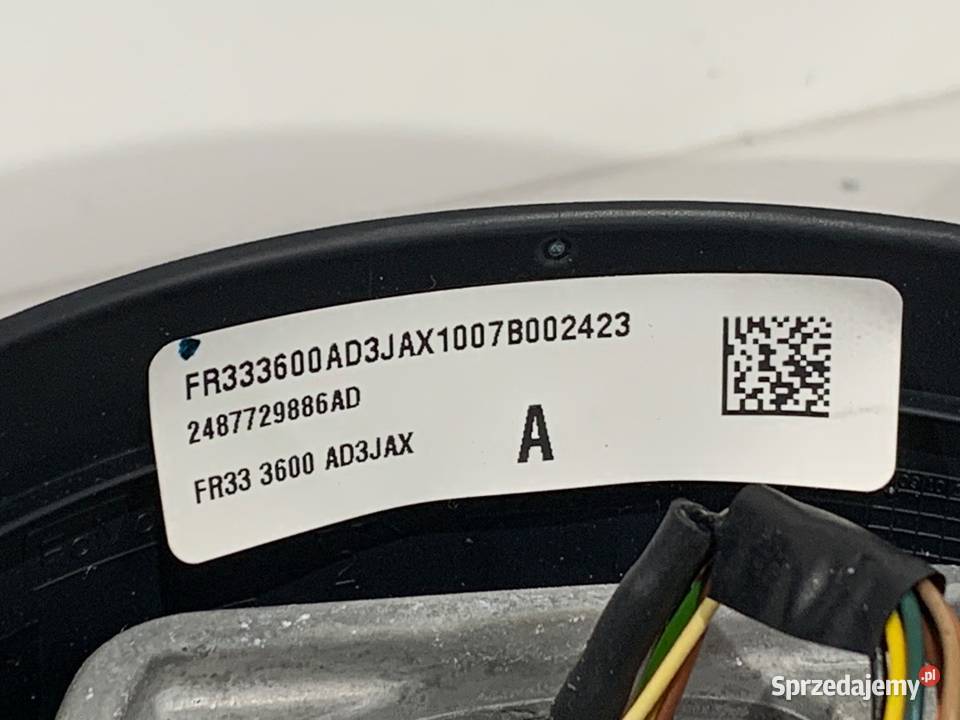 FR333600AD3JAX1007B002423
2487729886AD
FR33 3600 AD3JAX
A
Sprzedajemy.pl